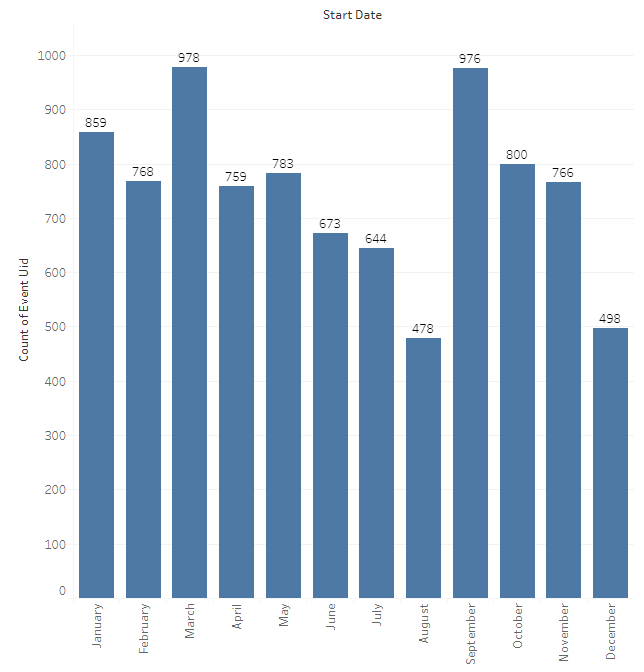 Start Date
Count of Event Uid
1000
900
800
700
600
500
400
300
200
100
0
859
768
978
759
783
673
644
478
976
800
766
498
January
February
March
April
May
June
July
August
September
October
November
December